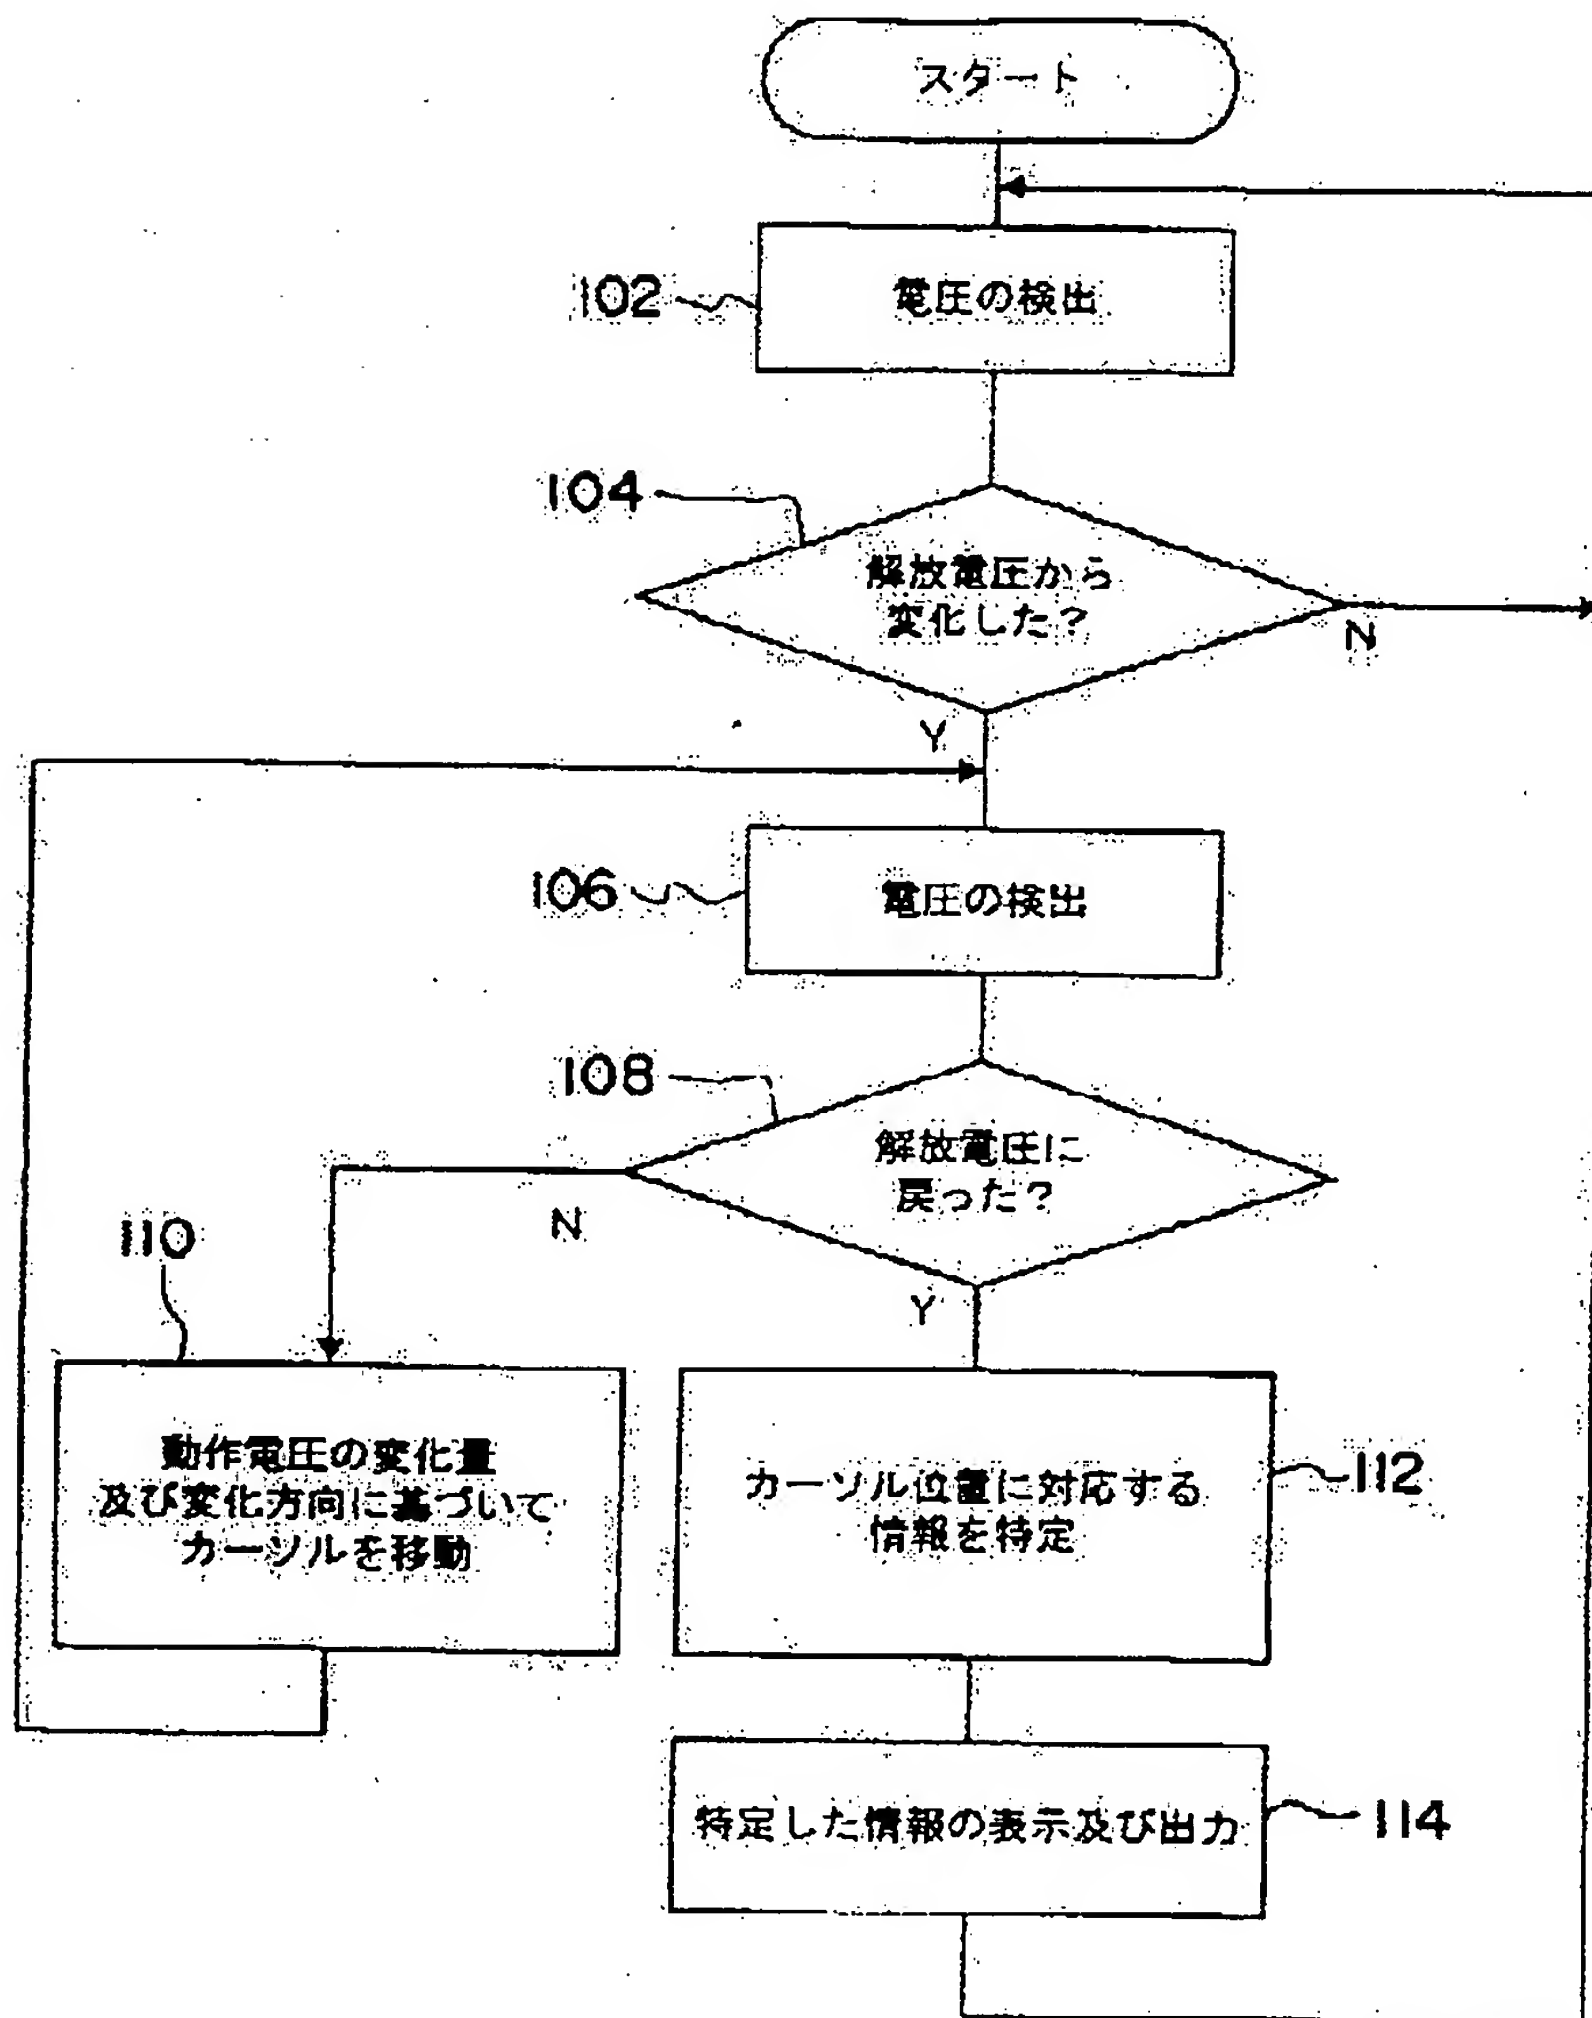 スタート
102
電圧の検出
104
解放電圧から
変化した?
N
Y
106
電圧の検出
108
解放電圧に
戻った?
N
Y
110
動作電圧の変化量
及び変化方向に基づいて
カーソルを移動
カーソル位置に対応する
情報を特定
112
特定した情報の表示及び出力
114